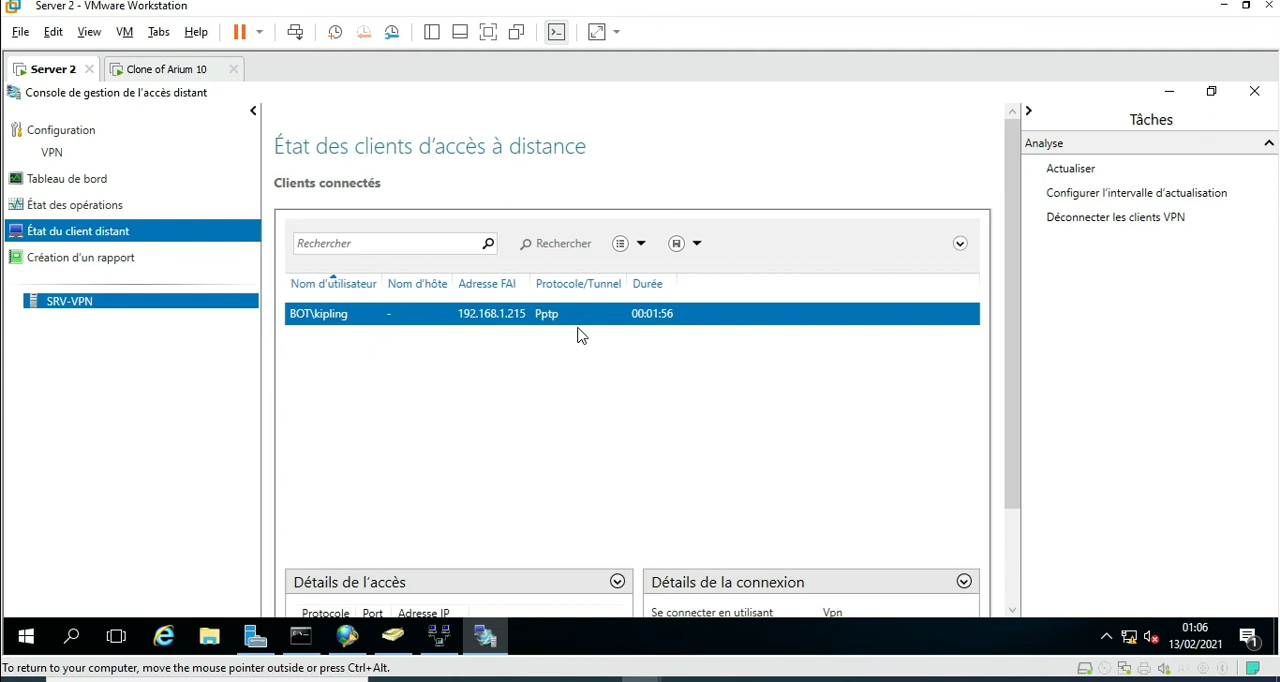 Server 2 - VMware Workstation
File Edit View VM Tabs Help
Server 2 Clone of Arium 10
Console de gestion de l'accès distant
Configuration
VPN
Tableau de bord
État des opérations
État du client distant
Création d'un rapport
SRV-VPN
État des clients d'accès à distance
Clients connectés
Rechercher Rechercher
Nom d'utilisateur Nom d'hôte Adresse FAI Protocole/Tunnel Durée
BOT\kipling - 192.168.1.215 Pptp 00:01:56
Détails de l'accès
Protocole Port Adresse IP
Détails de la connexion
Se connecter en utilisant Vpn
Tâches
Analyse
Actualiser
Configurer l'intervalle d'actualisation
Déconnecter les clients VPN
01:06
13/02/2021
1
To return to your computer, move the mouse pointer outside or press Ctrl+Alt.